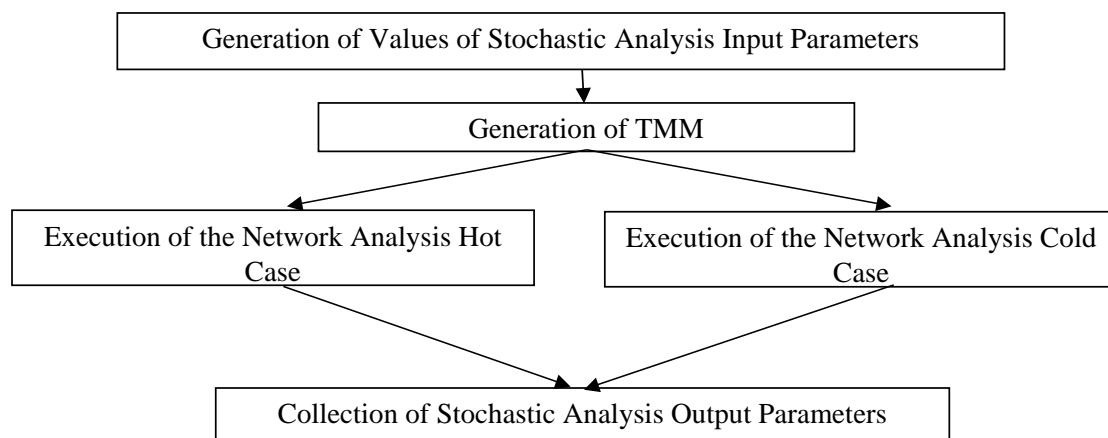 Generation of Values of Stochastic Analysis Input Parameters
Generation of TMM
Execution of the Network Analysis Hot
Case
Execution of the Network Analysis Cold
Case
Collection of Stochastic Analysis Output Parameters